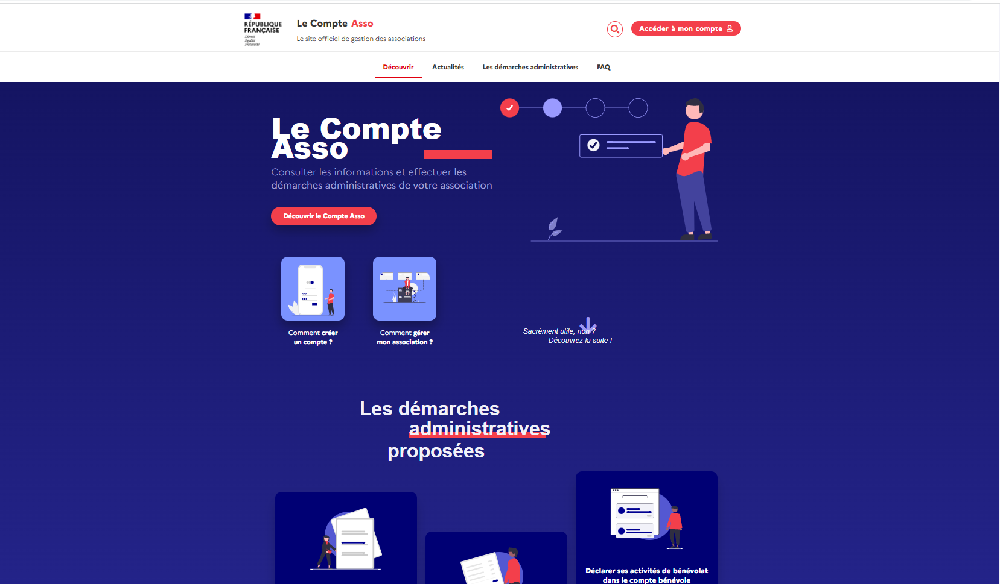 RÉPUBLIQUE
FRANÇAISE
Liberté
Égalité
Fraternité
Le Compte Asso
Le site officiel de gestion des associations
Accéder à mon compte
Découvrir
Actualités
Les démarches administratives
FAQ
Le Compte
Asso
Consulter les informations et effectuer les
démarches administratives de votre association
Découvrir le Compte Asso
Comment créer
un compte ?
Comment gérer
mon association ?
Sacrément utile, non ?
Découvrez la suite !
Les démarches
administratives
proposées
Déclarer ses activités de bénévolat
dans le compte bénévole